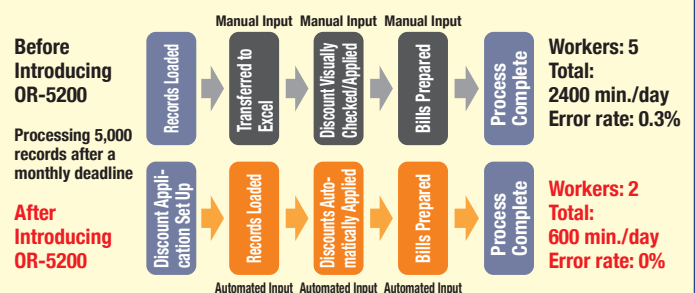 Manual Input Manual Input Manual Input
Before
Introducing
OR-5200
Records Loaded
Transferred to
Excel
Discount Visually
Checked/Applied
Bills Prepared
Process
Complete
Workers: 5
Total:
2400 min./day
Error rate: 0.3%
Processing 5,000
records after a
monthly deadline
After
Introducing
OR-5200
Discount Appli-
cation Set Up
Records Loaded
Discounts Auto-
matically Applied
Bills Prepared
Process
Complete
Workers: 2
Total:
600 min./day
Error rate: 0%
Automated Input Automated Input Automated Input